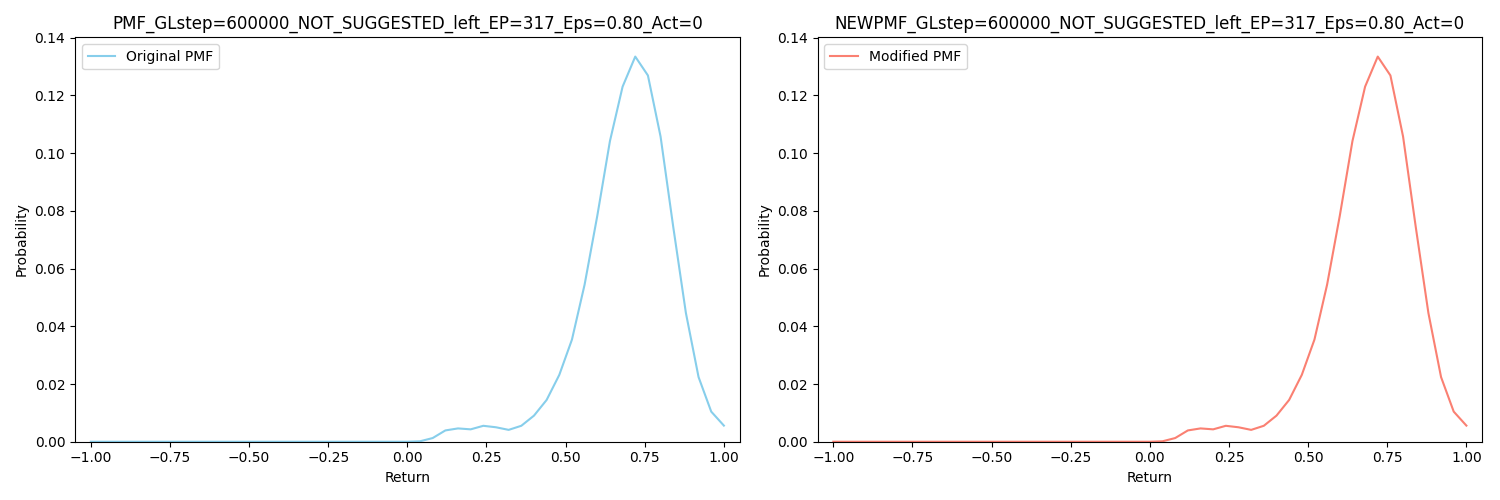 PMF_GLstep=600000_NOT_SUGGESTED_left_EP=317_Eps=0.80_Act=0
Original PMF
0.14
0.12
0.10
0.08
0.06
0.04
0.02
0.00
Probability
−1.00 −0.75 −0.50 −0.25 0.00 0.25 0.50 0.75 1.00
Return
NEWPMF_GLstep=600000_NOT_SUGGESTED_left_EP=317_Eps=0.80_Act=0
Modified PMF
0.14
0.12
0.10
0.08
0.06
0.04
0.02
0.00
Probability
−1.00 −0.75 −0.50 −0.25 0.00 0.25 0.50 0.75 1.00
Return